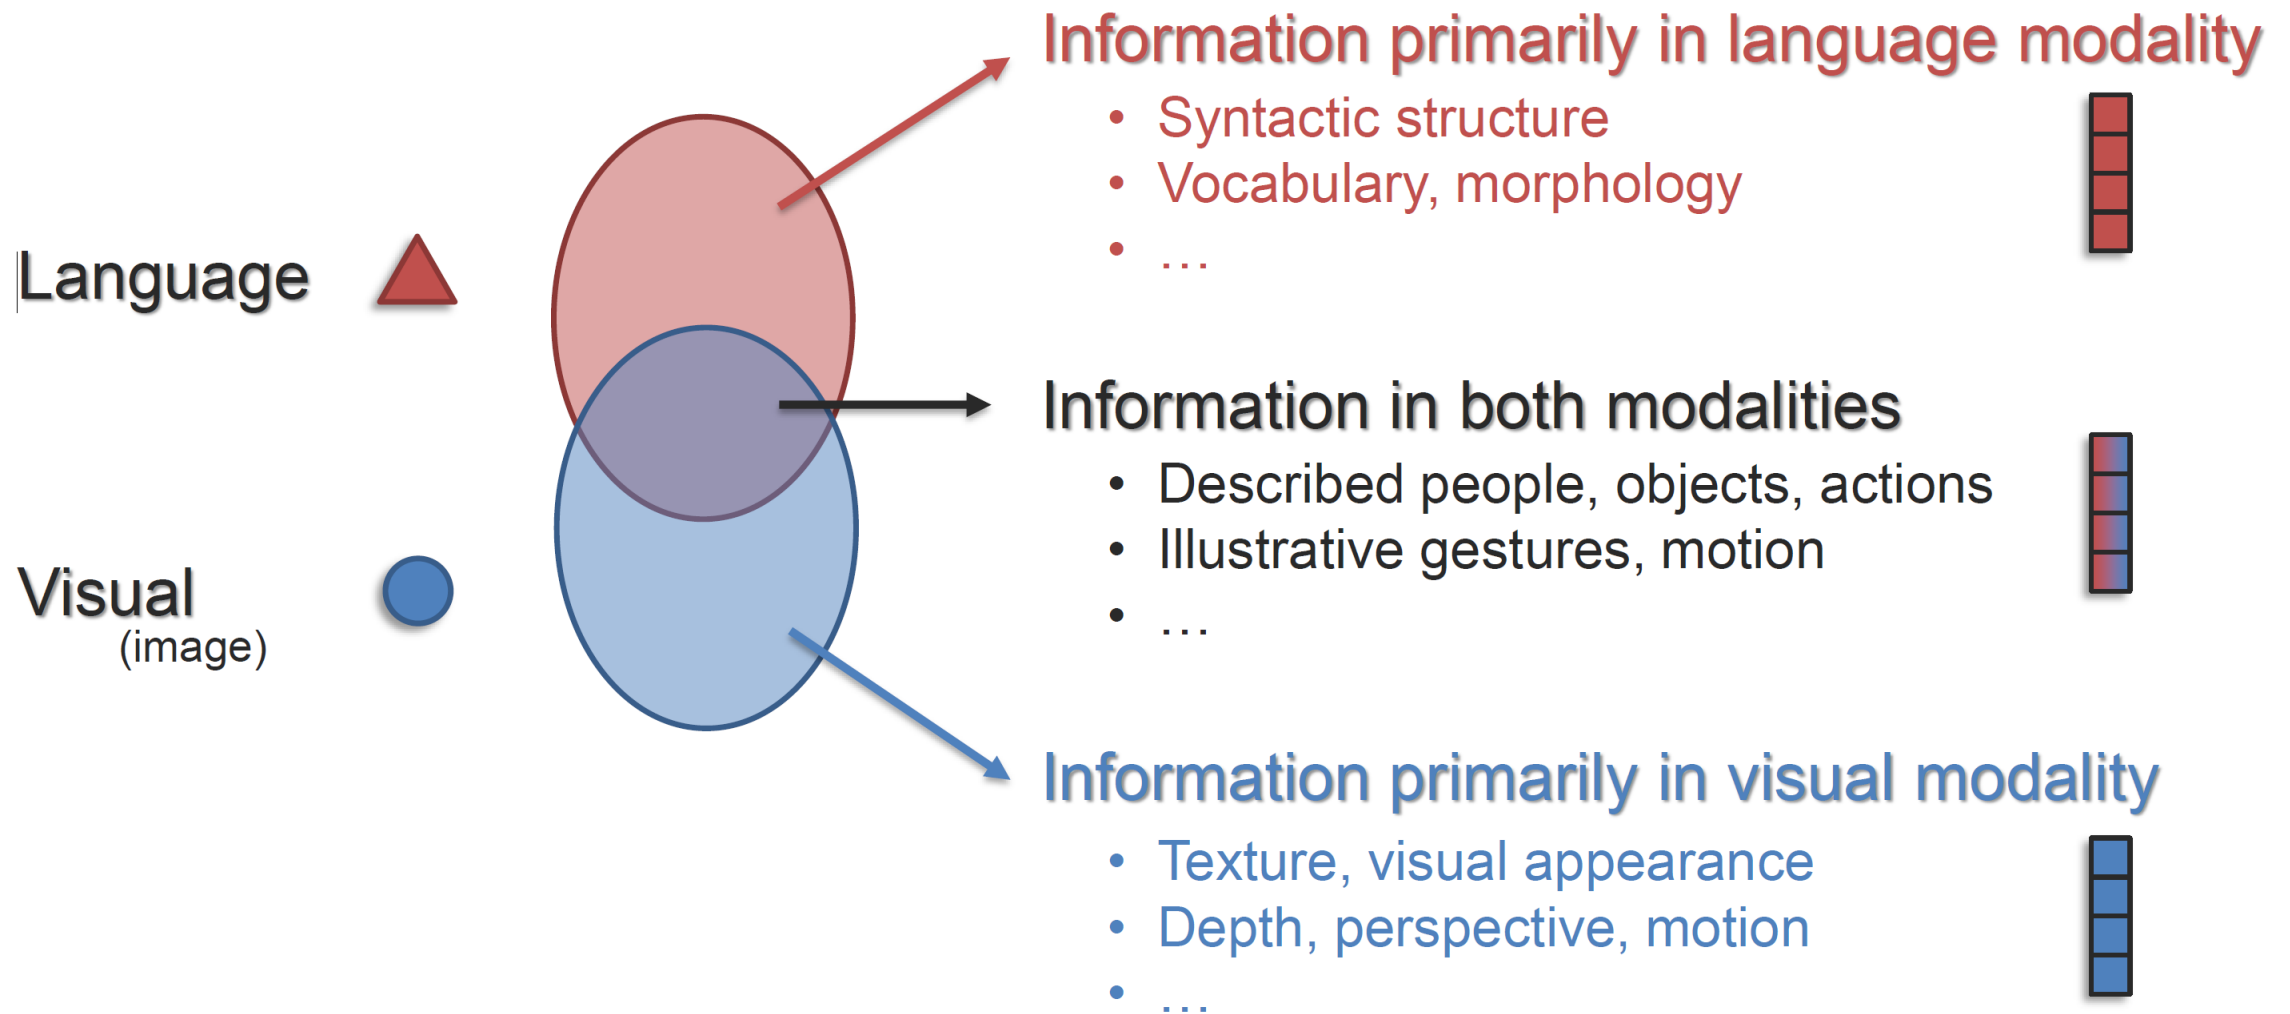 Language
Visual
(image)
Information primarily in language modality
• Syntactic structure
• Vocabulary, morphology
• …
Information in both modalities
• Described people, objects, actions
• Illustrative gestures, motion
• …
Information primarily in visual modality
• Texture, visual appearance
• Depth, perspective, motion
• …